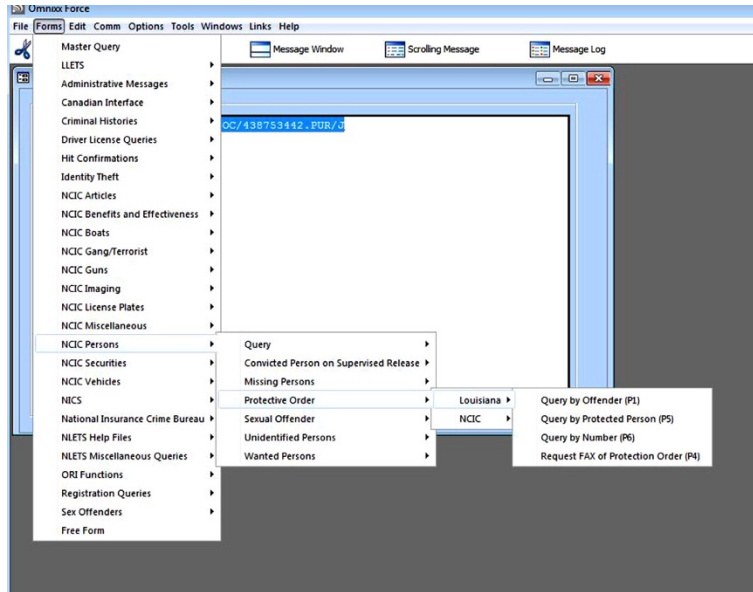 Omnixx Force
File Forms Edit Comm Options Tools Windows Links Help
Message Window Scrolling Message Message Log
OC/438753442.PUR/J
Master Query
LLETS
Administrative Messages
Canadian Interface
Criminal Histories
Driver License Queries
Hit Confirmations
Identity Theft
NCIC Articles
NCIC Benefits and Effectiveness
NCIC Boats
NCIC Gang/Terrorist
NCIC Guns
NCIC Imaging
NCIC License Plates
NCIC Miscellaneous
NCIC Persons
NCIC Securities
NCIC Vehicles
NICS
National Insurance Crime Bureau
NLETS Help Files
NLETS Miscellaneous Queries
ORI Functions
Registration Queries
Sex Offenders
Free Form
Query
Convicted Person on Supervised Release
Missing Persons
Protective Order
Sexual Offender
Unidentified Persons
Wanted Persons
Louisiana
NCIC
Query by Offender (P1)
Query by Protected Person (P5)
Query by Number (P6)
Request FAX of Protection Order (P4)